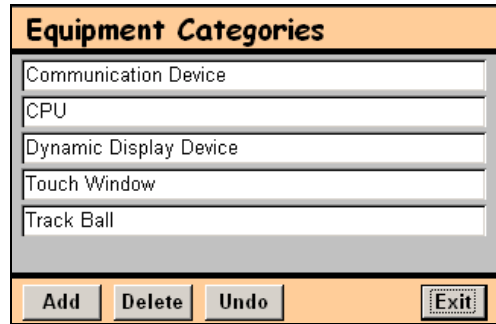 Equipment Categories
Communication Device
CPU
Dynamic Display Device
Touch Window
Track Ball
Add Delete Undo Exit